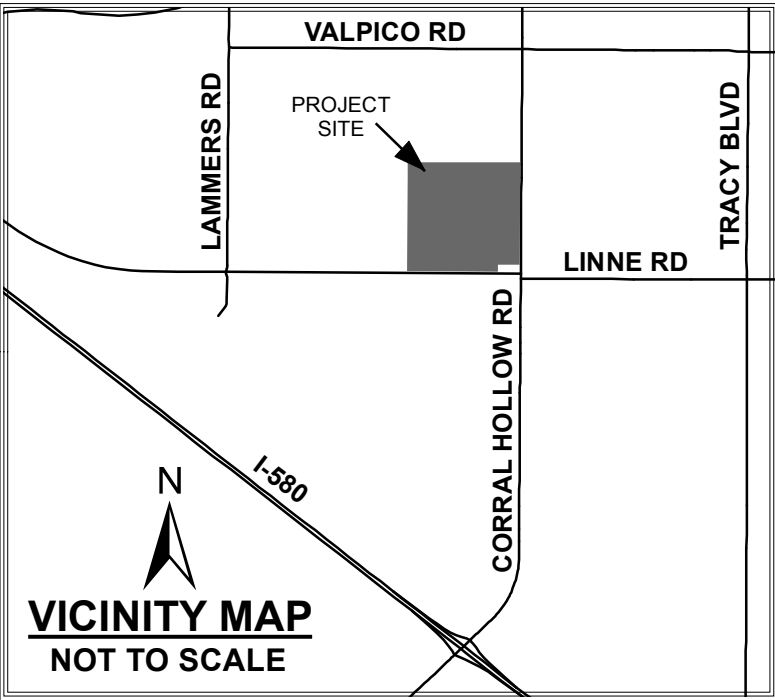 VALPICO RD
LAMMERS RD
PROJECT
SITE
TRACY BLVD
LINNE RD
CORRAL HOLLOW RD
I-580
N
VICINITY MAP
NOT TO SCALE